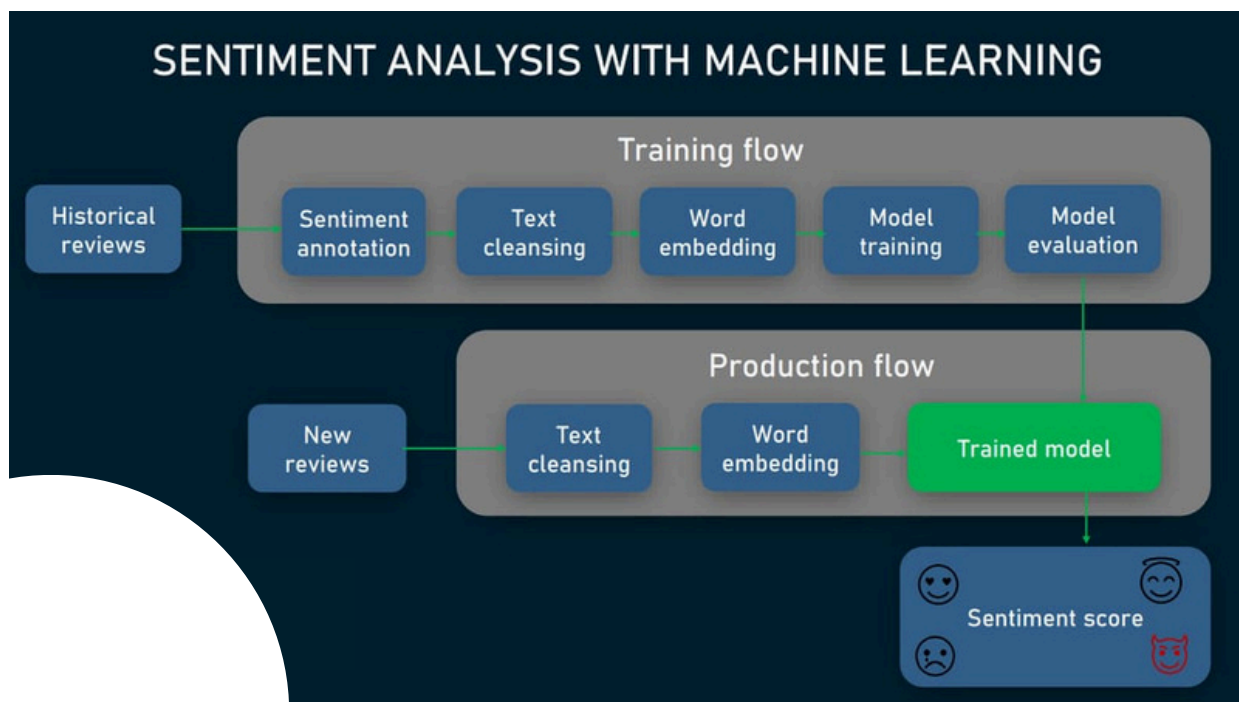 SENTIMENT ANALYSIS WITH MACHINE LEARNING
Training flow
Historical
reviews
Sentiment
annotation
Text
cleansing
Word
embedding
Model
training
Model
evaluation
Production flow
New
reviews
Text
cleansing
Word
embedding
Trained model
Sentiment score